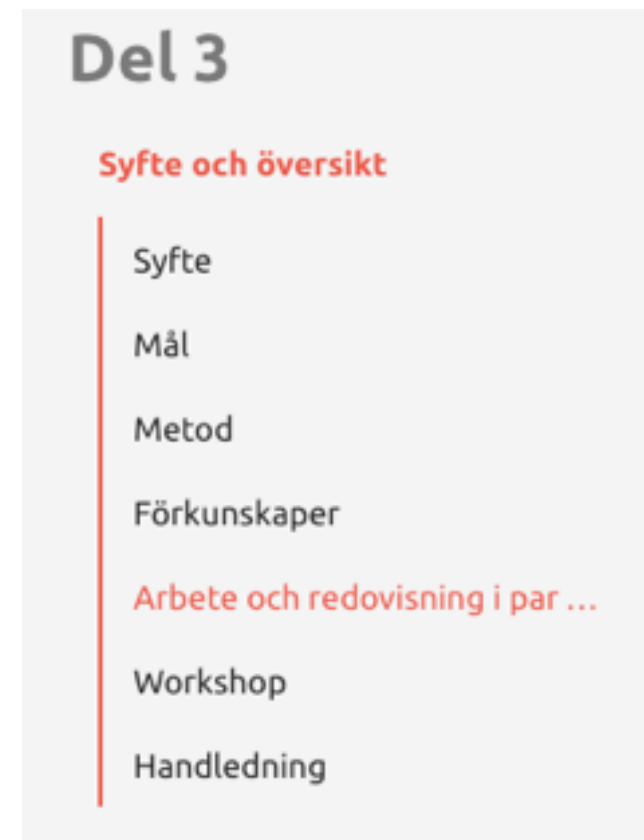 Del 3
Syfte och översikt
Syfte
Mål
Metod
Förkunskaper
Arbete och redovisning i par ...
Workshop
Handledning